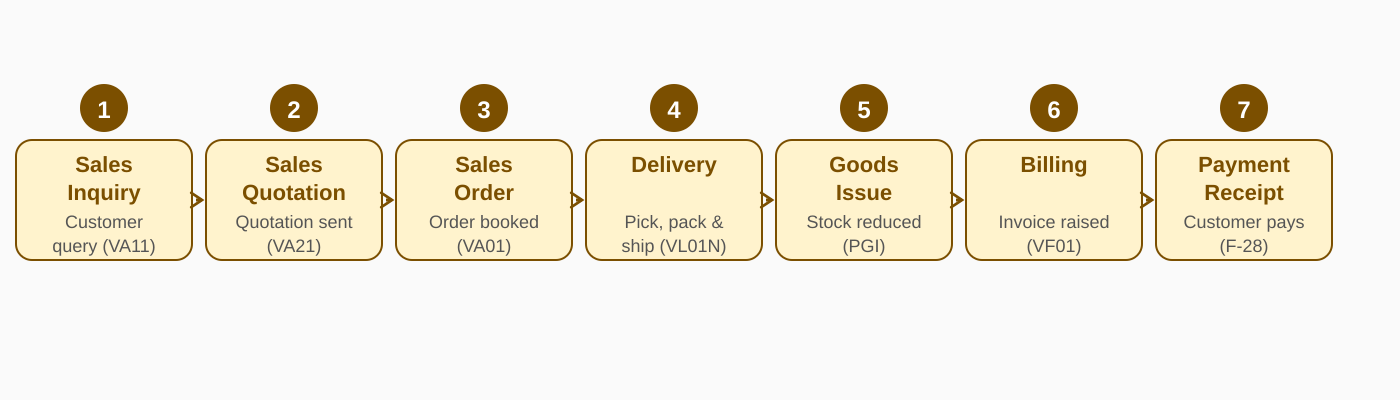 1
Sales
Inquiry
Customer
query (VA11)
2
Sales
Quotation
Quotation sent
(VA21)
3
Sales
Order
Order booked
(VA01)
4
Delivery
Pick, pack &
ship (VL01N)
5
Goods
Issue
Stock reduced
(PGI)
6
Billing
Invoice raised
(VF01)
7
Payment
Receipt
Customer pays
(F-28)